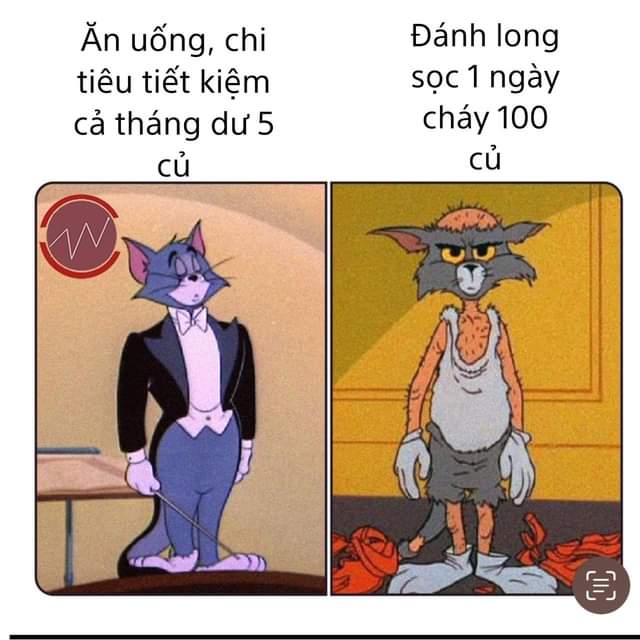 Ăn uống, chi
tiêu tiết kiệm
cả tháng dư 5
củ
Đánh long
sọc 1 ngày
cháy 100
củ